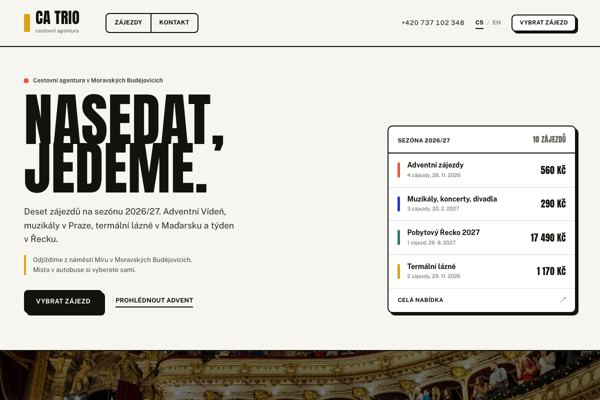 CA TRIO
cestovní agentura
ZÁJEZDY
KONTAKT
+420 737 102 348
CS / EN
VYBRAT ZÁJEZD
Cestovní agentura v Moravských Budějovicích
NASEDAT,
JEDEME.
Deset zájezdů na sezónu 2026/27. Adventní Vídeň,
muzikály v Praze, termální lázně v Maďarsku a týden
v Řecku.
Odjíždíme z náměstí Míru v Moravských Budějovicích.
Místa v autobuse si vyberete sami.
VYBRAT ZÁJEZD
PROHLÉDNOUT ADVENT
SEZÓNA 2026/27
10 ZÁJEZDŮ
Adventní zájezdy
4 zájezdy, 28. 11. 2026
560 Kč
Muzikály, koncerty, divadla
3 zájezdy, 20. 2. 2027
290 Kč
Pobytový Řecko 2027
1 zájezd, 26. 8. 2027
17 490 Kč
Termální lázně
2 zájezdy, 21. 11. 2026
1 170 Kč
CELÁ NABÍDKA